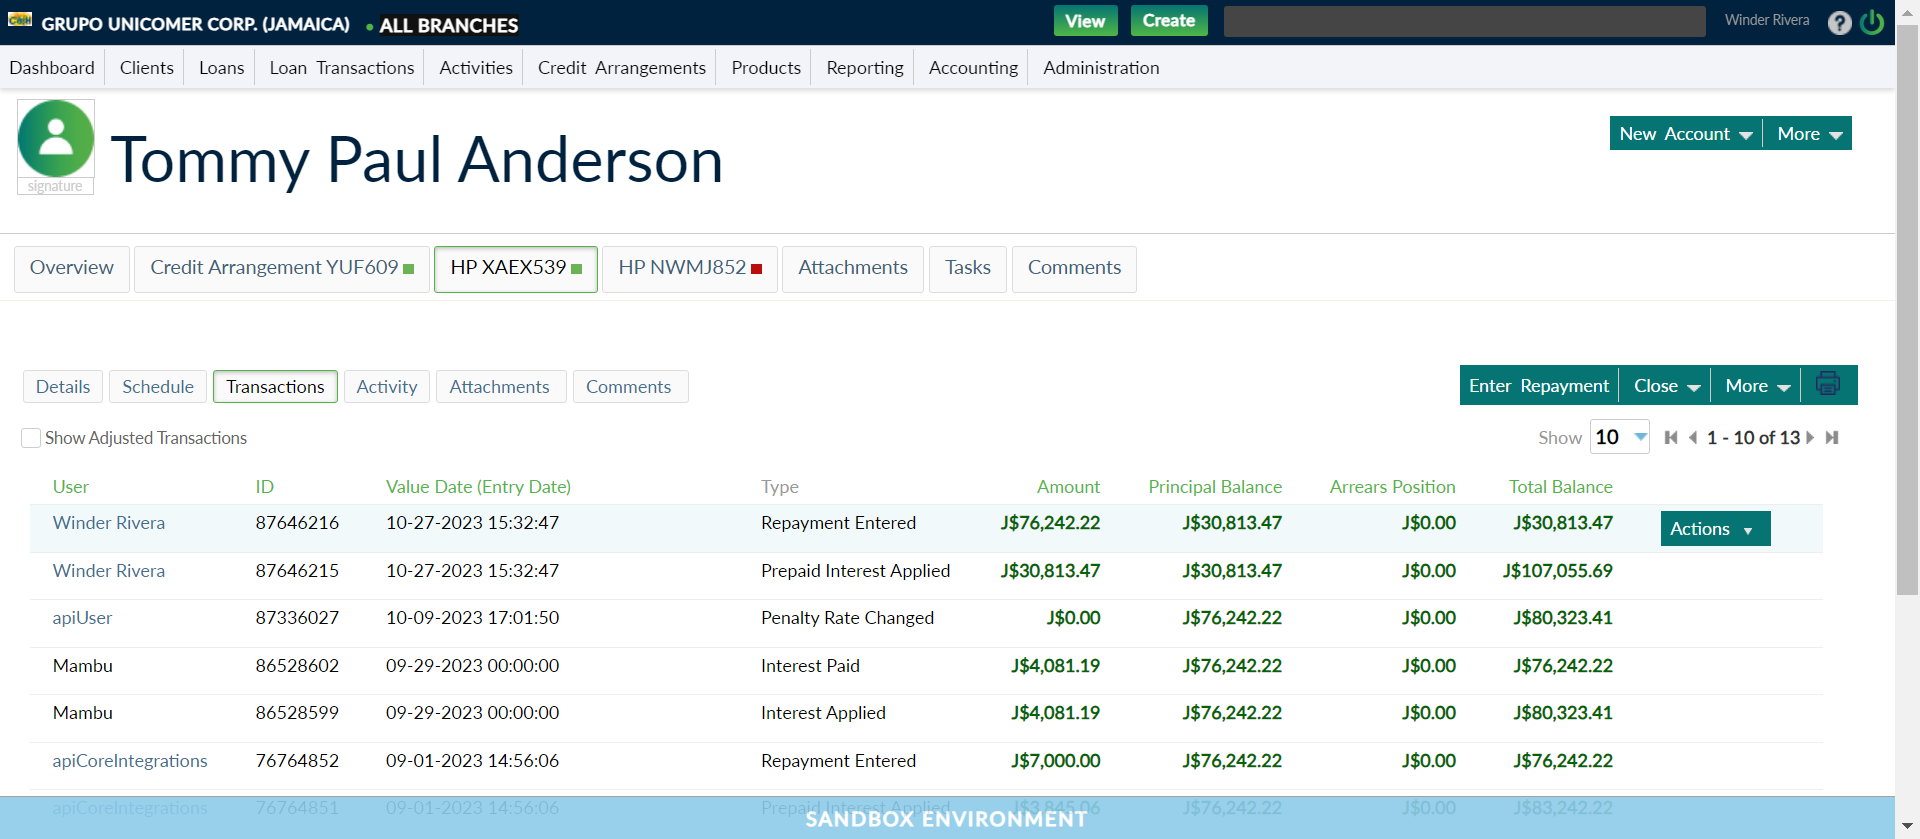 GRUPO UNICOMER CORP. (JAMAICA) • ALL BRANCHES View Create Winder Rivera ?
Dashboard Clients Loans Loan Transactions Activities Credit Arrangements Products Reporting Accounting Administration
signature
Tommy Paul Anderson
New Account More
Overview Credit Arrangement YUF609 HP XAEX539 HP NWMJ852 Attachments Tasks Comments
Details Schedule Transactions Activity Attachments Comments Enter Repayment Close More
Show Adjusted Transactions Show 10 1 - 10 of 13
User ID Value Date (Entry Date) Type Amount Principal Balance Arrears Position Total Balance
Winder Rivera 87646216 10-27-2023 15:32:47 Repayment Entered J$76,242.22 J$30,813.47 J$0.00 J$30,813.47 Actions
Winder Rivera 87646215 10-27-2023 15:32:47 Prepaid Interest Applied J$30,813.47 J$30,813.47 J$0.00 J$107,055.69
apiUser 87336027 10-09-2023 17:01:50 Penalty Rate Changed J$0.00 J$76,242.22 J$0.00 J$80,323.41
Mambu 86528602 09-29-2023 00:00:00 Interest Paid J$4,081.19 J$76,242.22 J$0.00 J$76,242.22
Mambu 86528599 09-29-2023 00:00:00 Interest Applied J$4,081.19 J$76,242.22 J$0.00 J$80,323.41
apiCoreIntegrations 76764852 09-01-2023 14:56:06 Repayment Entered J$7,000.00 J$76,242.22 J$0.00 J$76,242.22
apiCoreIntegrations 76764851 09-01-2023 14:56:06 Prepaid Interest Applied J$3,845.06 J$76,242.22 J$0.00 J$83,242.22
SANDBOX ENVIRONMENT